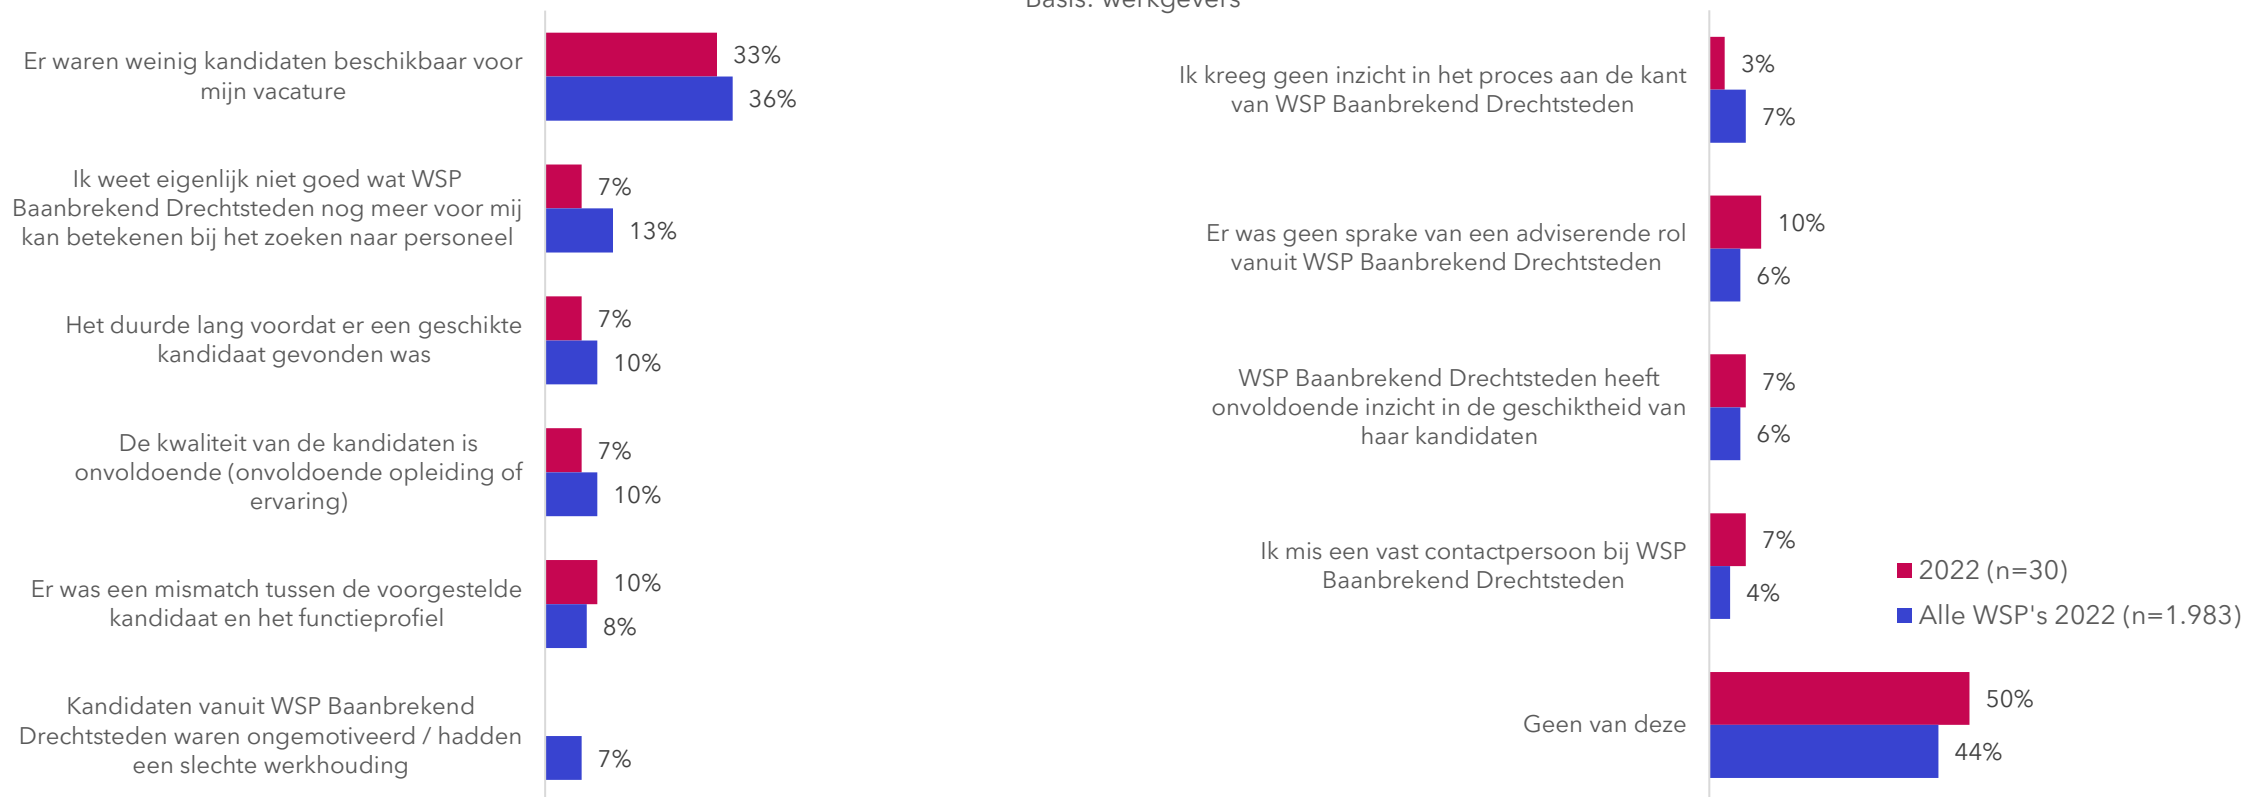 Basis: werkgevers
Er waren weinig kandidaten beschikbaar voor
mijn vacature
33%
36%
Ik weet eigenlijk niet goed wat WSP
Baanbrekend Drechtsteden nog meer voor mij
kan betekenen bij het zoeken naar personeel
7%
13%
Het duurde lang voordat er een geschikte
kandidaat gevonden was
7%
10%
De kwaliteit van de kandidaten is
onvoldoende (onvoldoende opleiding of
ervaring)
7%
10%
Er was een mismatch tussen de voorgestelde
kandidaat en het functieprofiel
10%
8%
Kandidaten vanuit WSP Baanbrekend
Drechtsteden waren ongemotiveerd / hadden
een slechte werkhouding
7%
Ik kreeg geen inzicht in het proces aan de kant
van WSP Baanbrekend Drechtsteden
3%
7%
Er was geen sprake van een adviserende rol
vanuit WSP Baanbrekend Drechtsteden
10%
6%
WSP Baanbrekend Drechtsteden heeft
onvoldoende inzicht in de geschiktheid van
haar kandidaten
7%
6%
Ik mis een vast contactpersoon bij WSP
Baanbrekend Drechtsteden
7%
4%
Geen van deze
50%
44%
2022 (n=30)
Alle WSP's 2022 (n=1.983)